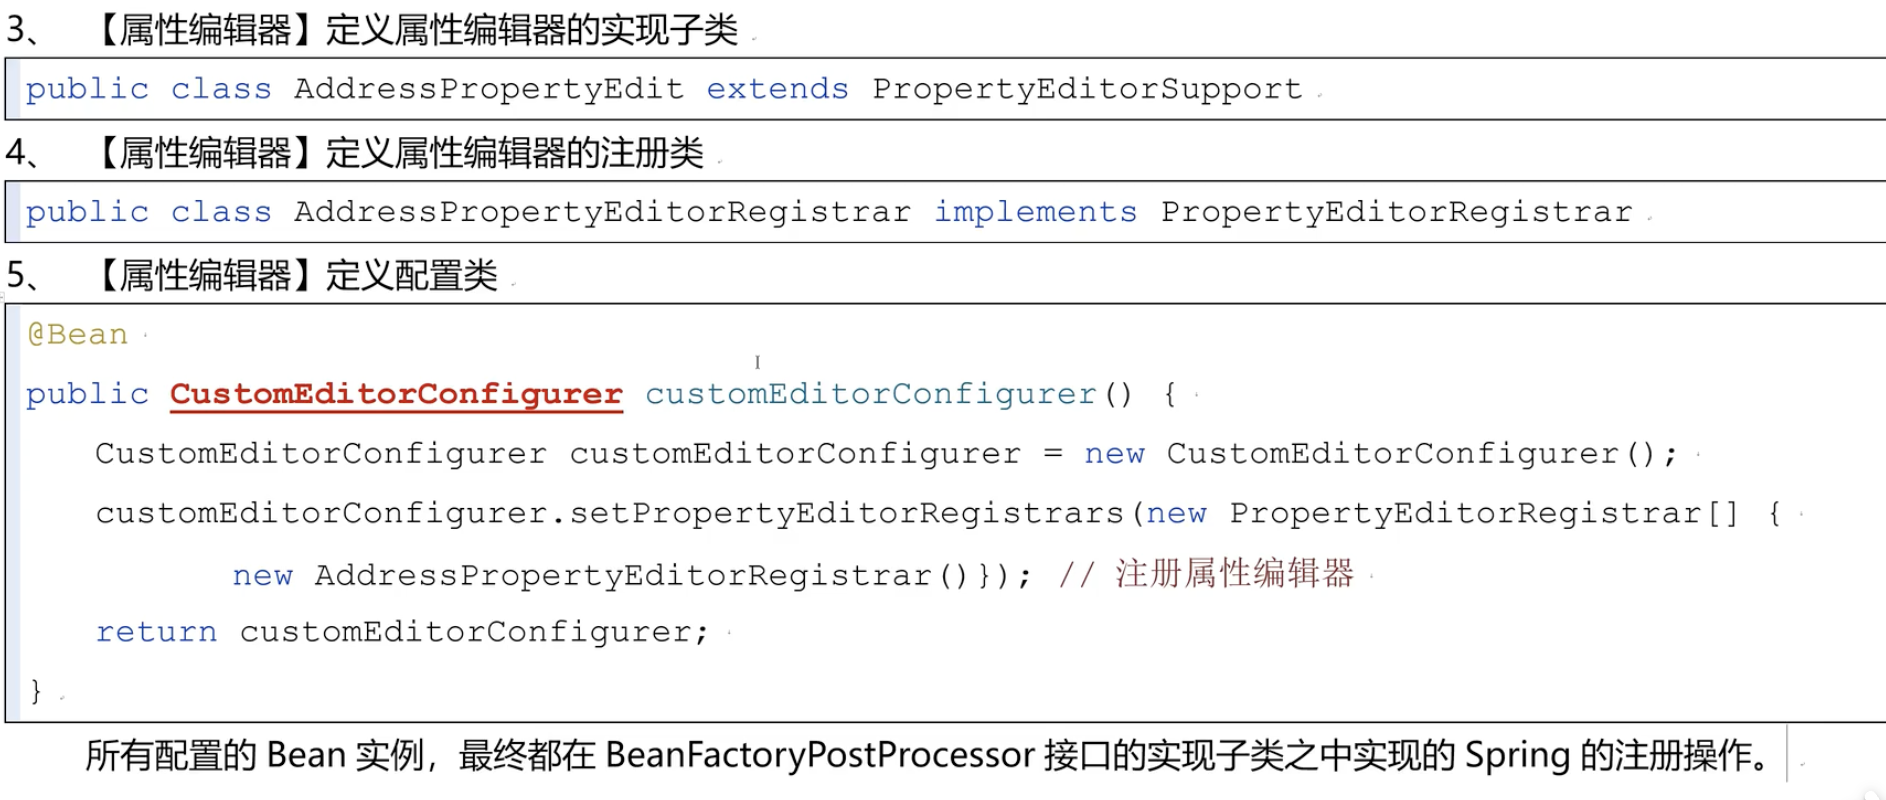 3、 【属性编辑器】定义属性编辑器的实现子类
public class AddressPropertyEdit extends PropertyEditorSupport
4、 【属性编辑器】定义属性编辑器的注册类
public class AddressPropertyEditorRegistrar implements PropertyEditorRegistrar
5、 【属性编辑器】定义配置类
@Bean
public CustomEditorConfigurer customEditorConfigurer() {
    CustomEditorConfigurer customEditorConfigurer = new CustomEditorConfigurer();
    customEditorConfigurer.setPropertyEditorRegistrars(new PropertyEditorRegistrar[] {
            new AddressPropertyEditorRegistrar()}); // 注册属性编辑器
    return customEditorConfigurer;
}
所有配置的 Bean 实例，最终都在 BeanFactoryPostProcessor 接口的实现子类之中实现的 Spring 的注册操作。